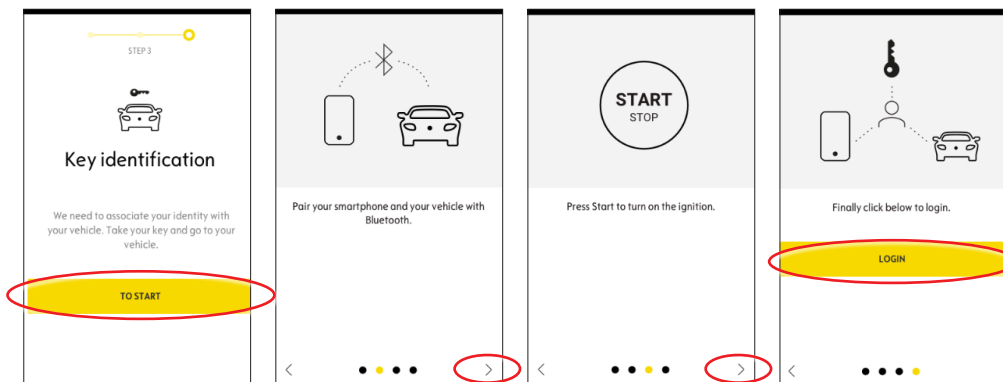 STEP 3
Key identification
We need to associate your identity with
your vehicle. Take your key and go to your
vehicle.
TO START
Pair your smartphone and your vehicle with
Bluetooth.
START
STOP
Press Start to turn on the ignition.
Finally click below to login.
LOGIN